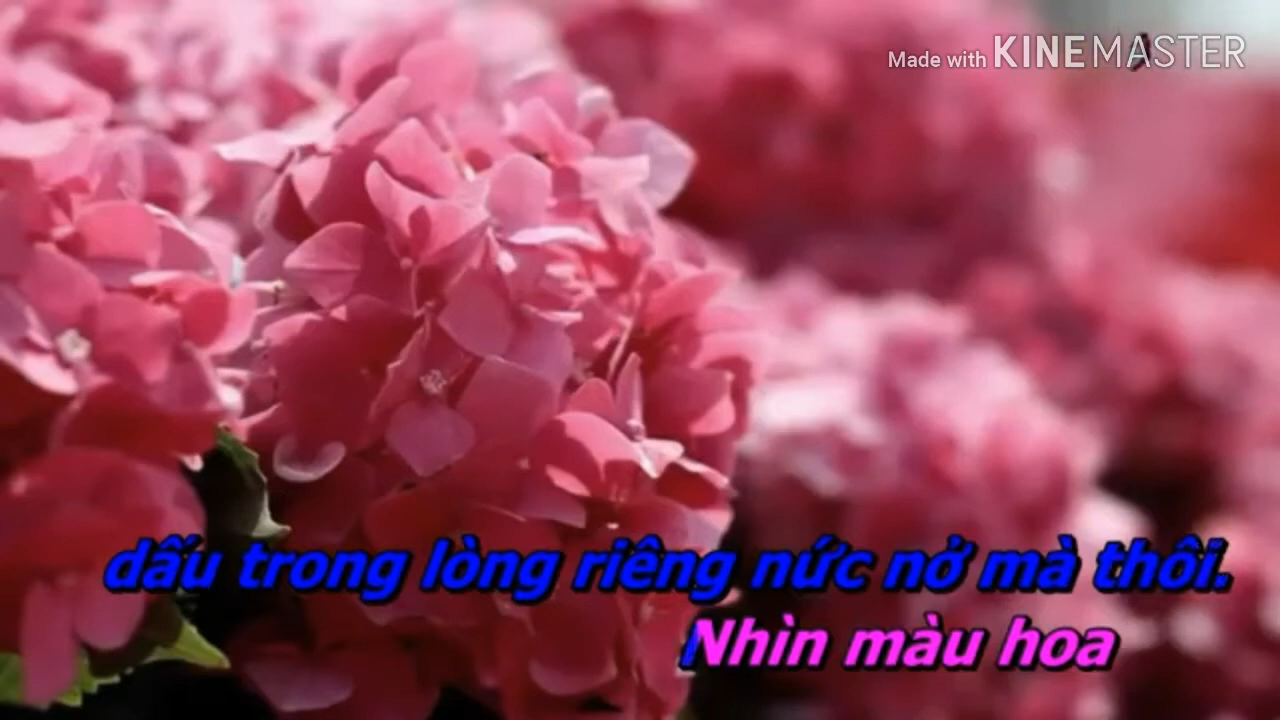 Made with KINEMASTER
dấu trong lòng riêng nức nở mà thôi.
Nhìn màu hoa